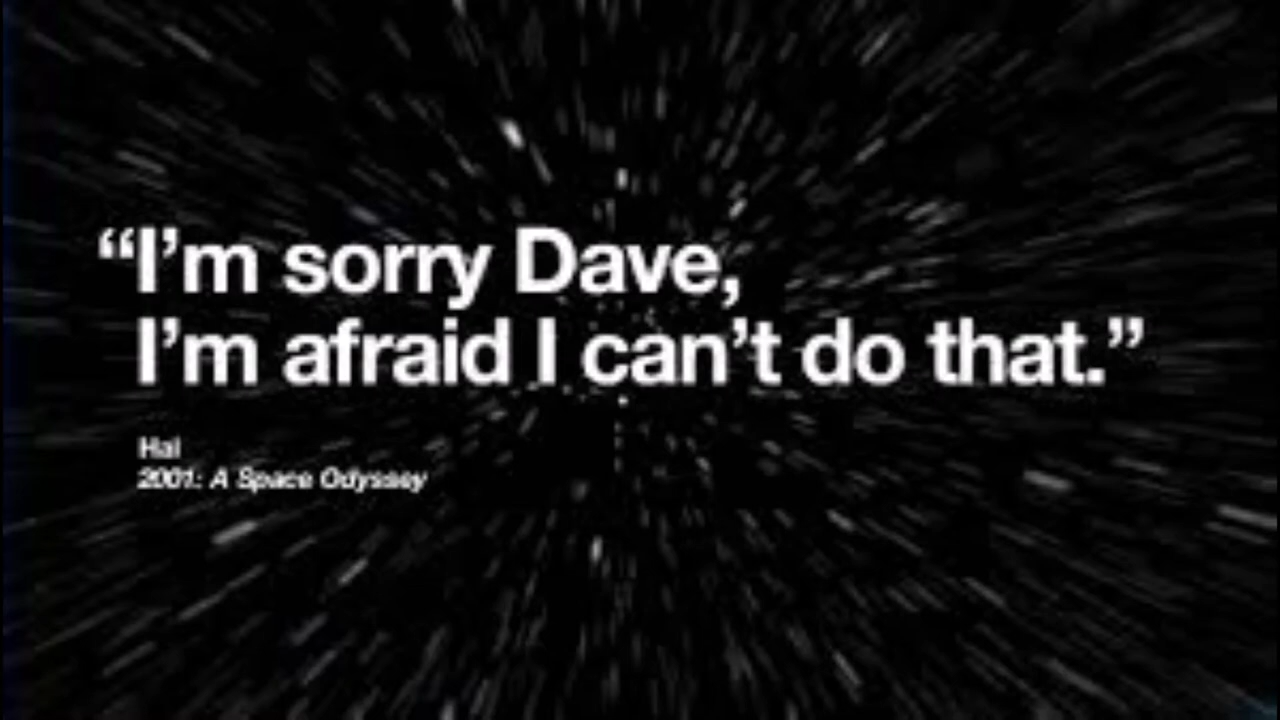 “I’m sorry Dave,
I’m afraid I can’t do that.”
Hal
2001: A Space Odyssey